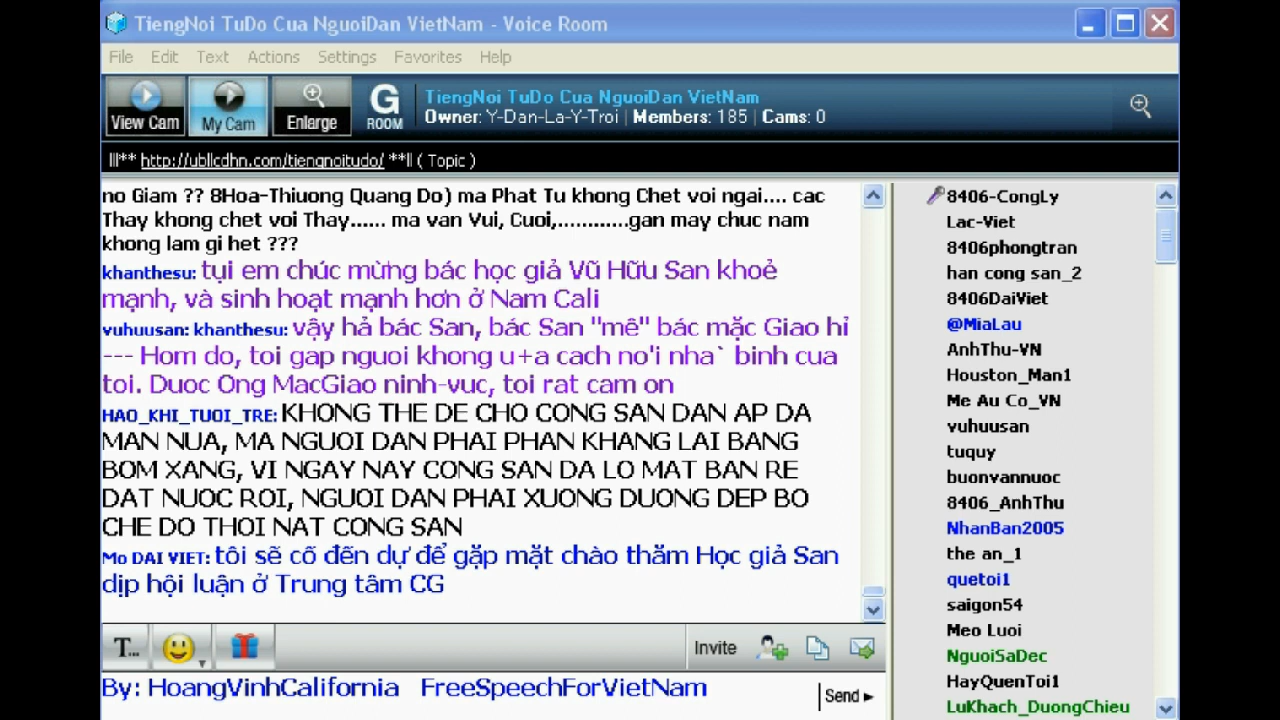 TiengNoi TuDo Cua NguoiDan VietNam - Voice Room
File Edit Text Actions Settings Favorites Help
View Cam My Cam Enlarge G ROOM
TiengNoi TuDo Cua NguoiDan VietNam
Owner: Y-Dan-La-Y-Troi | Members: 185 | Cams: 0
|||** http://ubllcdhn.com/tiengnoitudo/ **|| ( Topic )
no Giam ?? 8Hoa-Thiuong Quang Do) ma Phat Tu khong Chet voi ngai.... cac
Thay khong chet voi Thay...... ma van Vui, Cuoi,............gan may chuc nam
khong lam gi het ???
khanthesu: tụi em chúc mừng bác học giả Vũ Hữu San khoẻ
mạnh, và sinh hoạt mạnh hơn ở Nam Cali
vuhuusan: khanthesu: vậy hả bác San, bác San "mê" bác mặc Giao hỉ
--- Hom do, toi gap nguoi khong u+a cach no'i nha` binh cua
toi. Duoc Ong MacGiao ninh-vuc, toi rat cam on
HAO_KHI_TUOI_TRE: KHONG THE DE CHO CONG SAN DAN AP DA
MAN NUA, MA NGUOI DAN PHAI PHAN KHANG LAI BANG
BOM XANG, VI NGAY NAY CONG SAN DA LO MAT BAN RE
DAT NUOC ROI, NGUOI DAN PHAI XUONG DUONG DEP BO
CHE DO THOI NAT CONG SAN
Mo DAI VIET: tôi sẽ cố đến dự để gặp mặt chào thăm Học giả San
dịp hội luận ở Trung tâm CG
T... Invite
By: HoangVinhCalifornia FreeSpeechForVietNam
Send
8406-CongLy
Lac-Viet
8406phongtran
han cong san_2
8406DaiViet
@MiaLau
AnhThu-VN
Houston_Man1
Me Au Co_VN
vuhuusan
tuquy
buonvannuoc
8406_AnhThu
NhanBan2005
the an_1
quetoi1
saigon54
Meo Luoi
NguoiSaDec
HayQuenToi1
LuKhach_DuongChieu